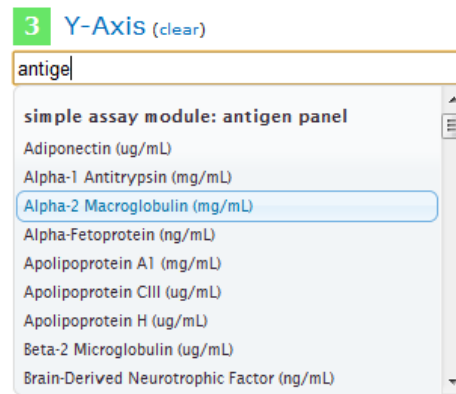 3 Y-Axis (clear)
antige
simple assay module: antigen panel
Adiponectin (ug/mL)
Alpha-1 Antitrypsin (mg/mL)
Alpha-2 Macroglobulin (mg/mL)
Alpha-Fetoprotein (ng/mL)
Apolipoprotein A1 (mg/mL)
Apolipoprotein CIII (ug/mL)
Apolipoprotein H (ug/mL)
Beta-2 Microglobulin (ug/mL)
Brain-Derived Neurotrophic Factor (ng/mL)